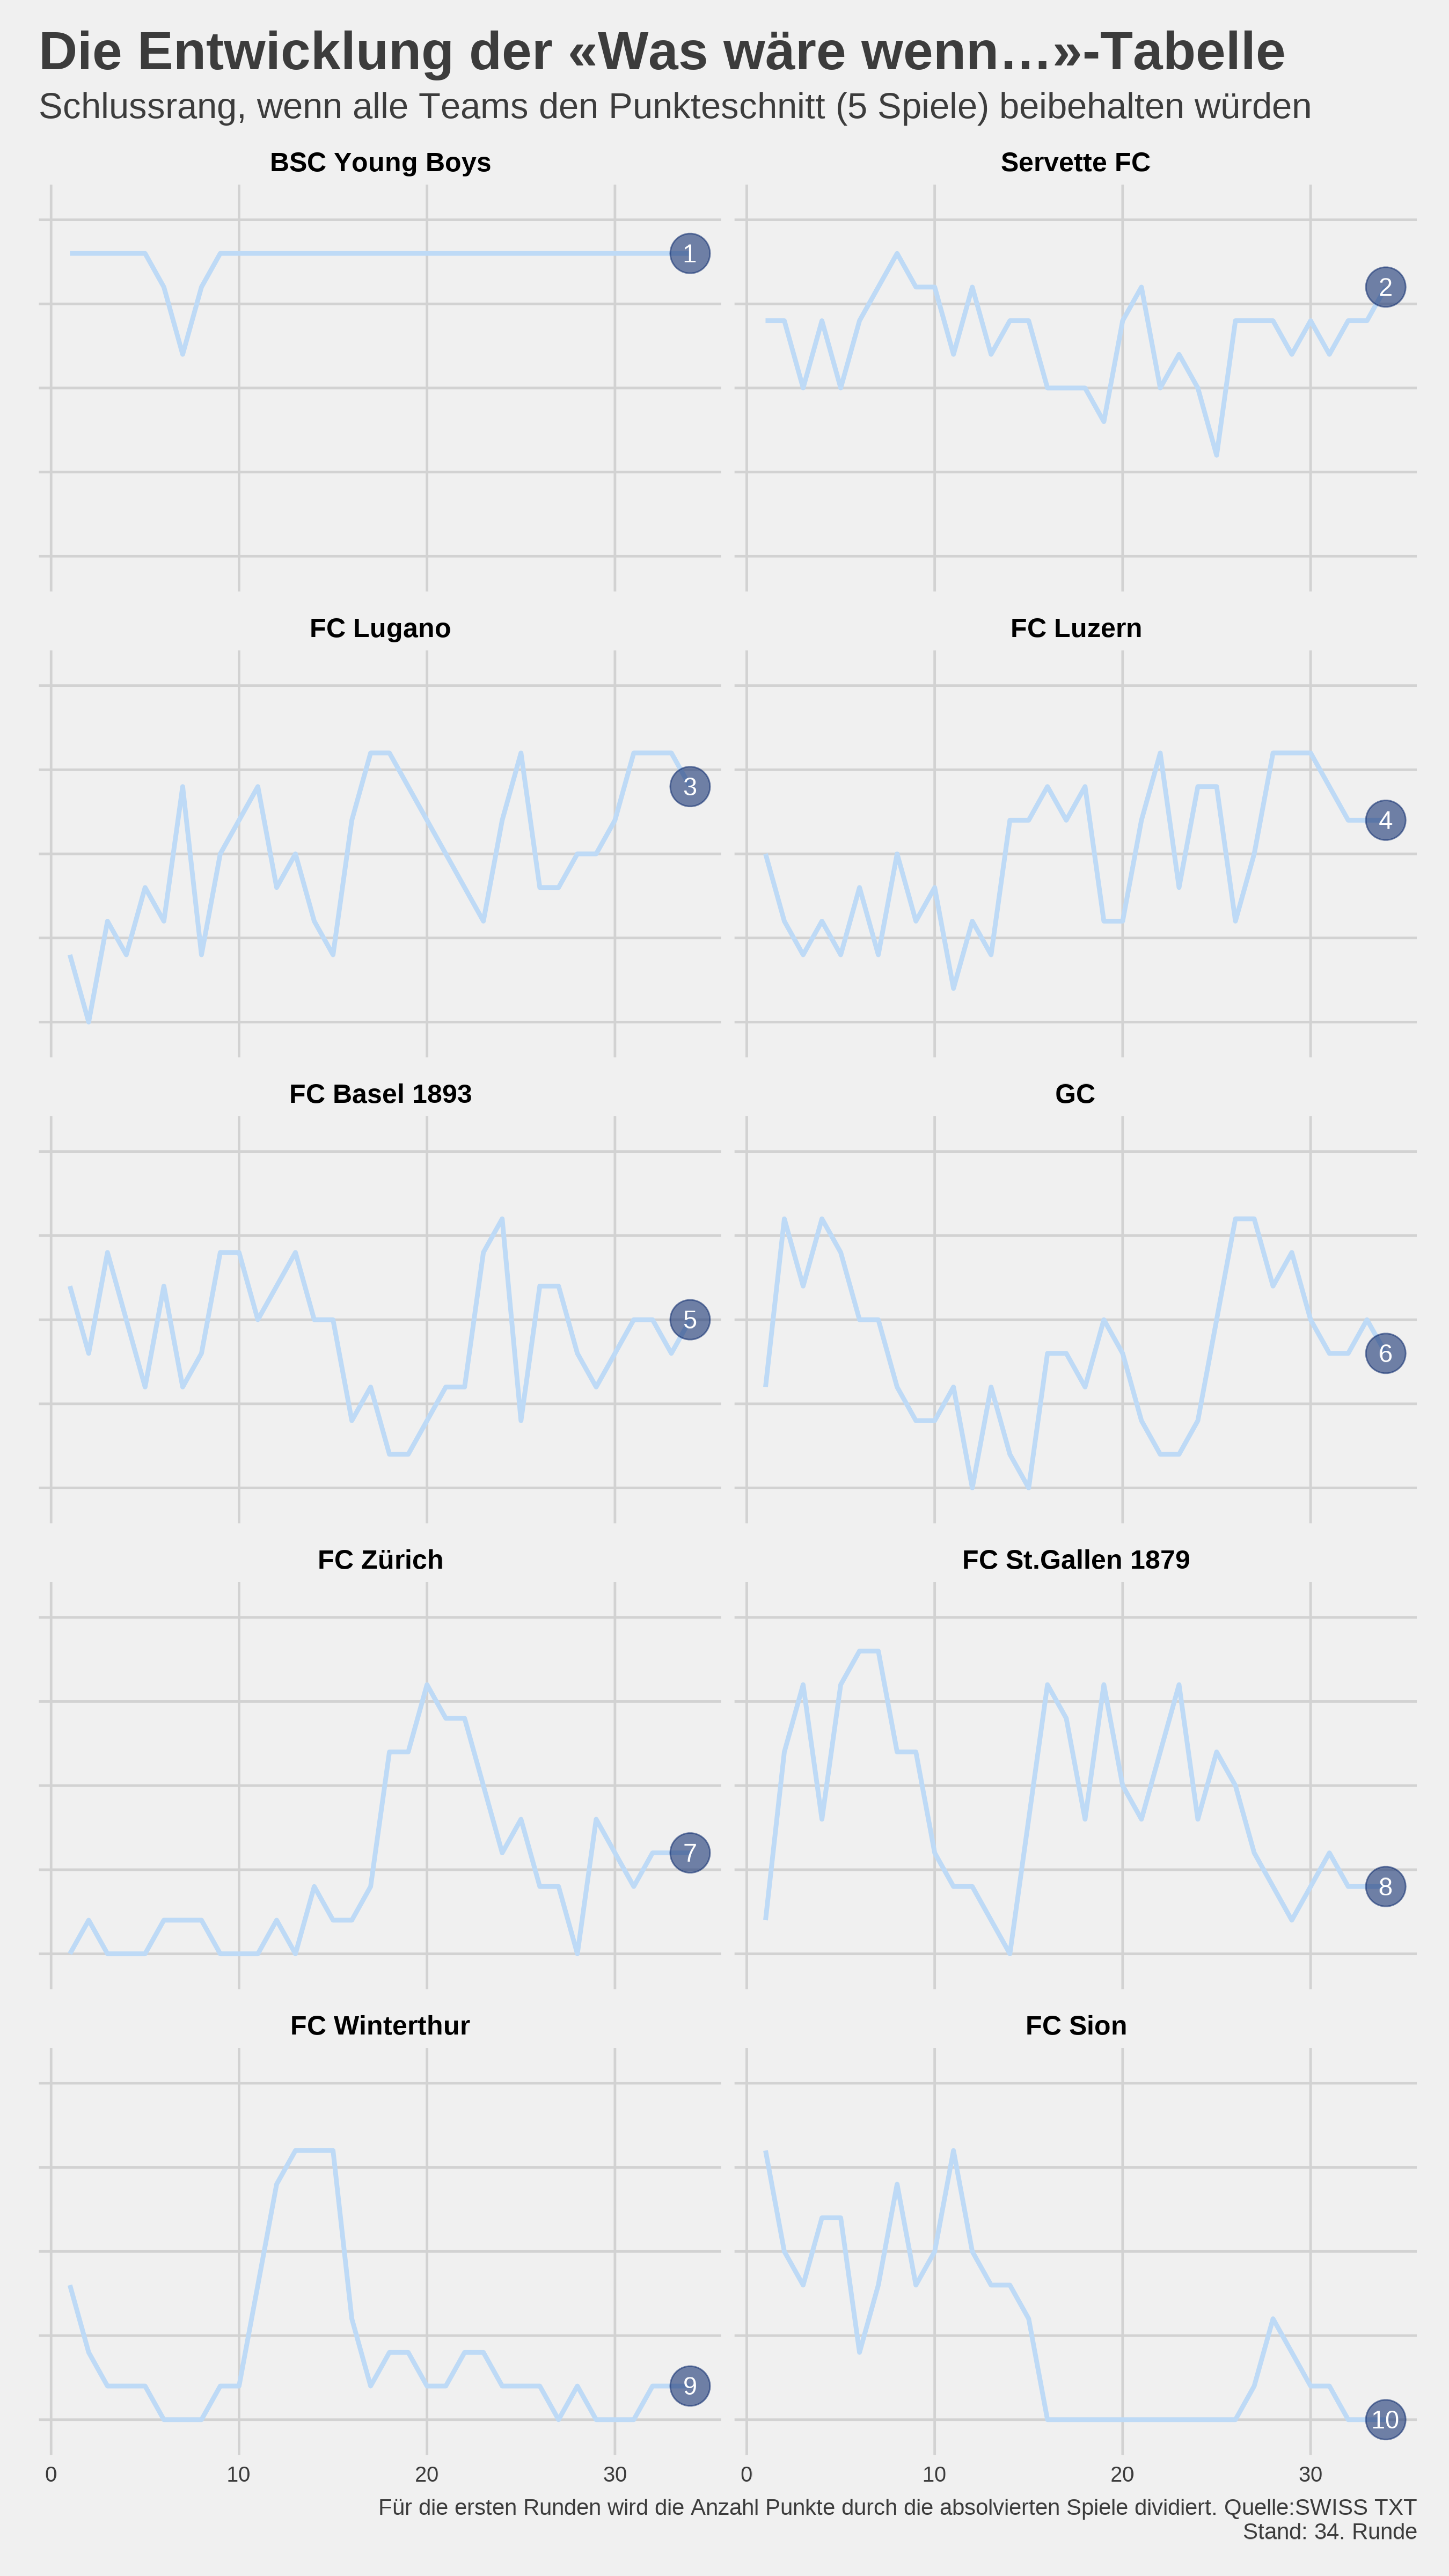 Die Entwicklung der «Was wäre wenn…»-Tabelle
Schlussrang, wenn alle Teams den Punkteschnitt (5 Spiele) beibehalten würden
BSC Young Boys
1
Servette FC
2
FC Lugano
3
FC Luzern
4
FC Basel 1893
5
GC
6
FC Zürich
7
FC St.Gallen 1879
8
FC Winterthur
9
FC Sion
10
0 10 20 30
0 10 20 30
Für die ersten Runden wird die Anzahl Punkte durch die absolvierten Spiele dividiert. Quelle:SWISS TXT
Stand: 34. Runde